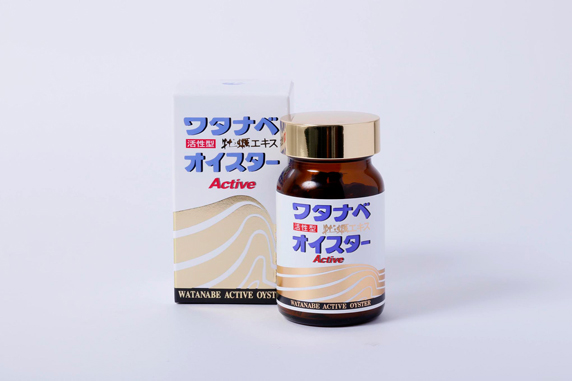 ワタナベ
活性型 牡蠣エキス
オイスター
Active
WATANABE ACTIVE OYST
ワタナベ
活性型 牡蠣エキス
オイスター
Active
WATANABE ACTIVE OYSTER